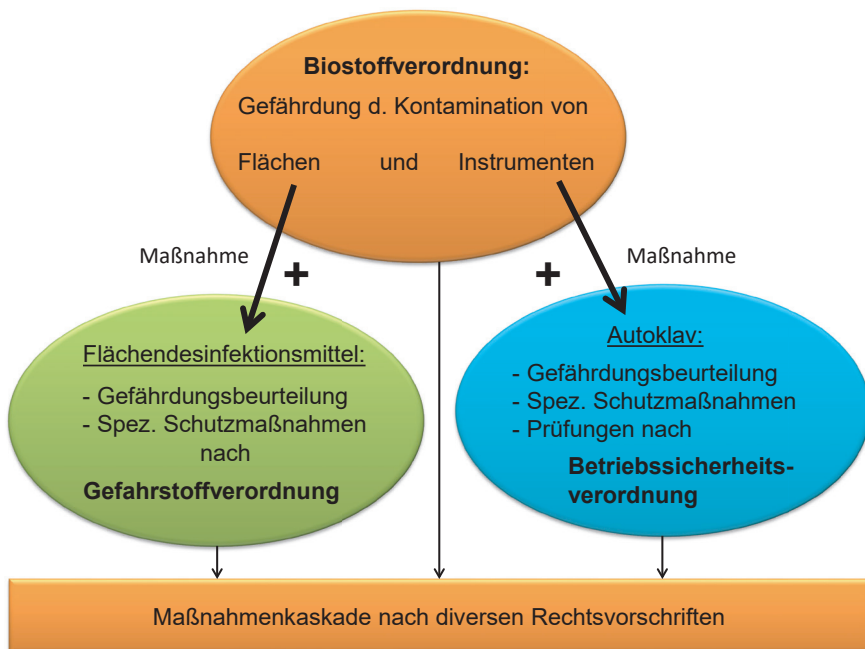 Biostoffverordnung:
Gefährdung d. Kontamination von
Flächen und Instrumenten
Maßnahme
+
+
Maßnahme
Flächendesinfektionsmittel:
- Gefährdungsbeurteilung
- Spez. Schutzmaßnahmen
nach
Gefahrstoffverordnung
Autoklav:
- Gefährdungsbeurteilung
- Spez. Schutzmaßnahmen
- Prüfungen nach
Betriebssicherheits-
verordnung
Maßnahmenkaskade nach diversen Rechtsvorschriften